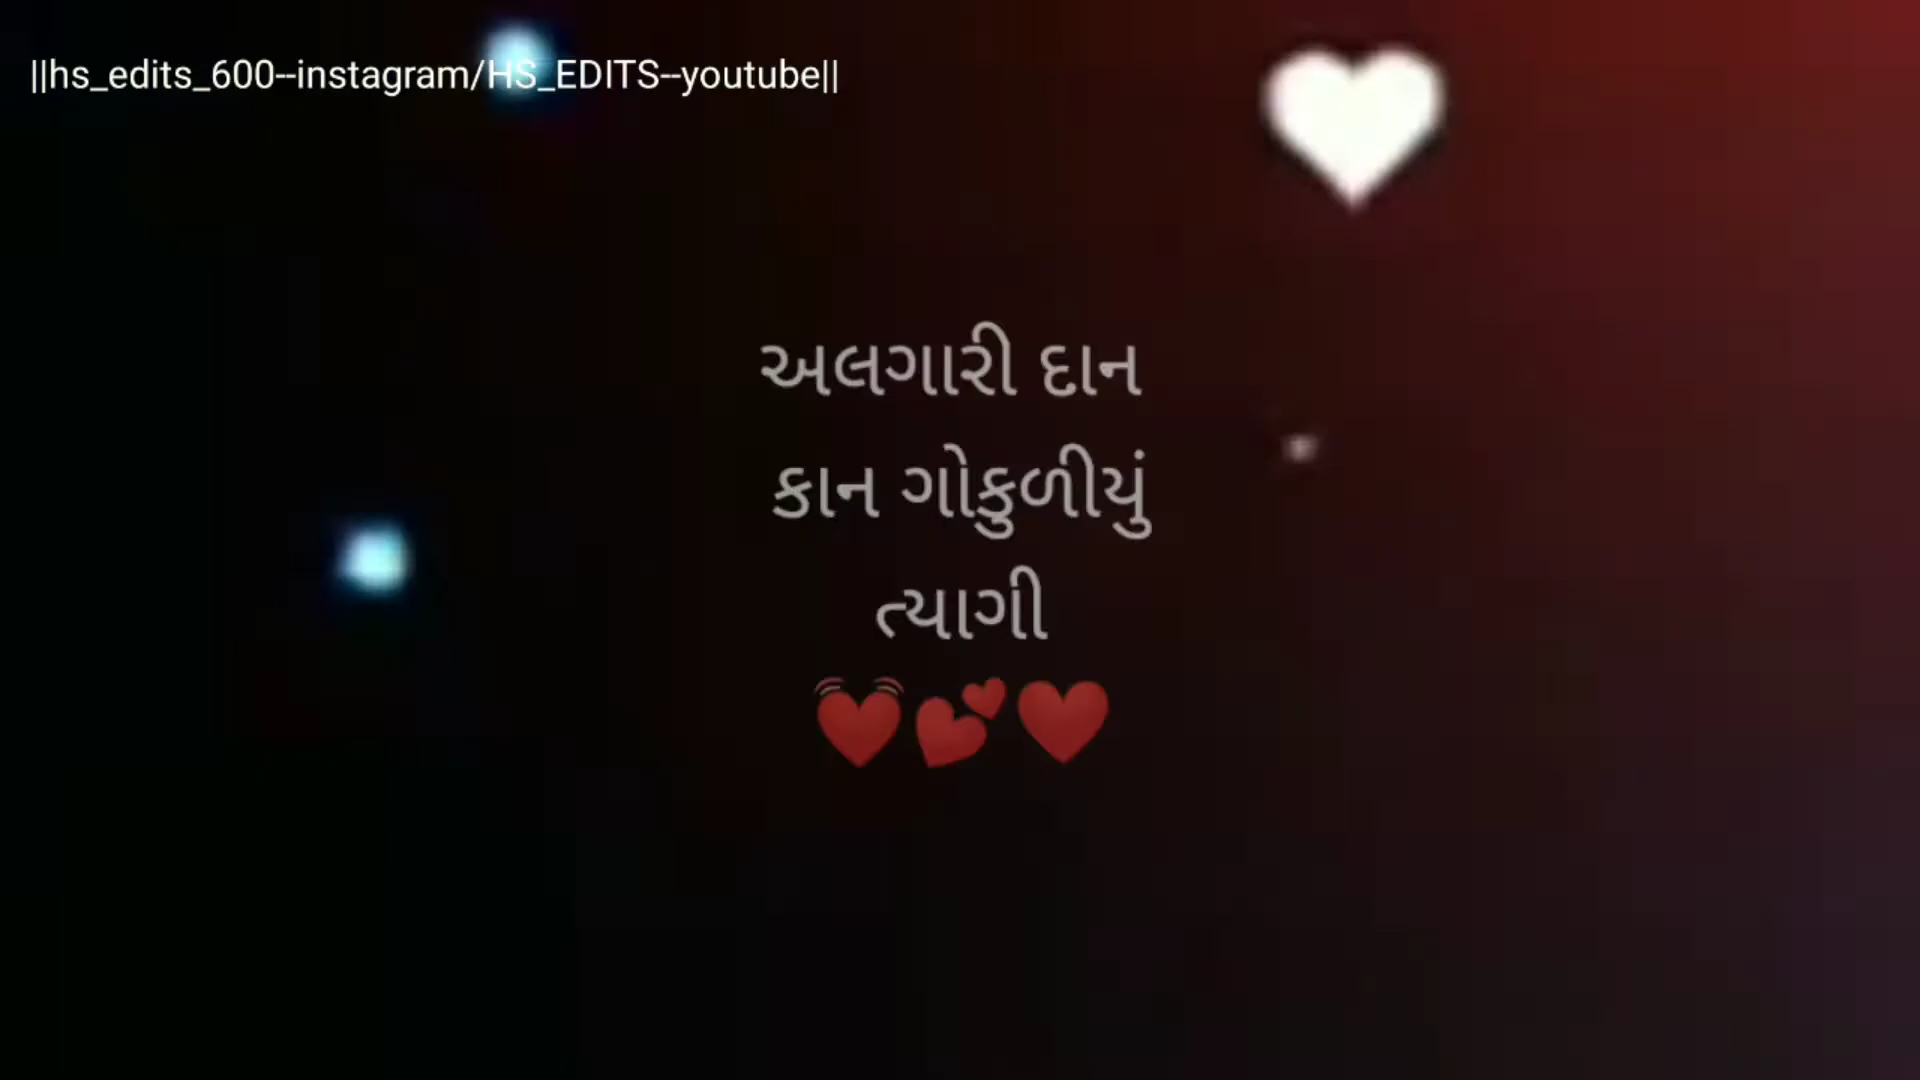 ||hs_edits_600--instagram/HS_EDITS--youtube||
અલગારી દાન
કાન ગોકુળીયું
ત્યાગી
💓💕❤️